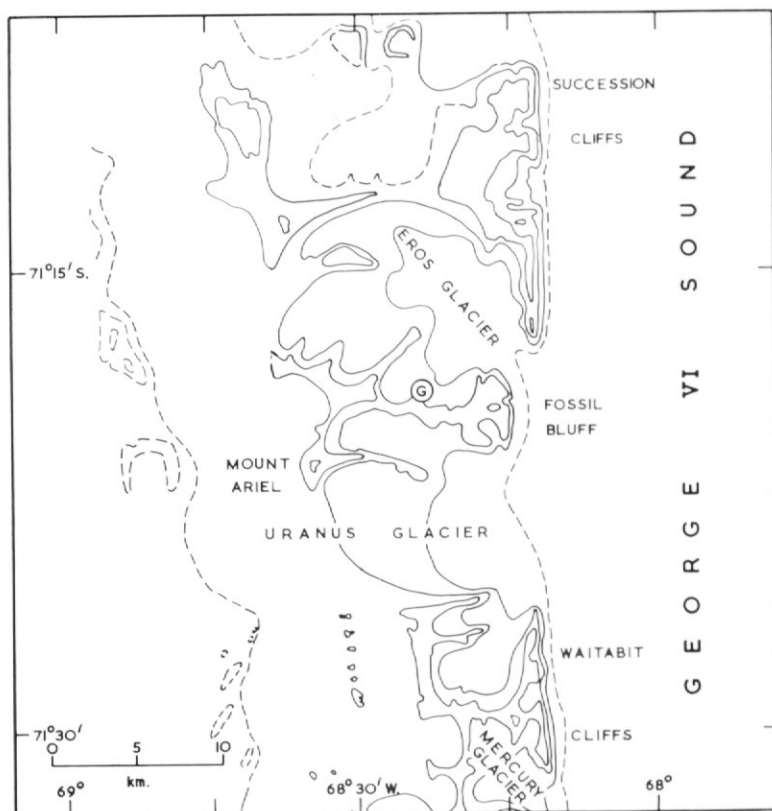 SUCCESSION
CLIFFS
GEORGE VI SOUND
EROS GLACIER
71°15′S.
G
FOSSIL
BLUFF
MOUNT
ARIEL
URANUS GLACIER
WAITABIT
CLIFFS
MERCURY
GLACIER
71°30′
0 5 10
km.
69° 68°30′W. 68°